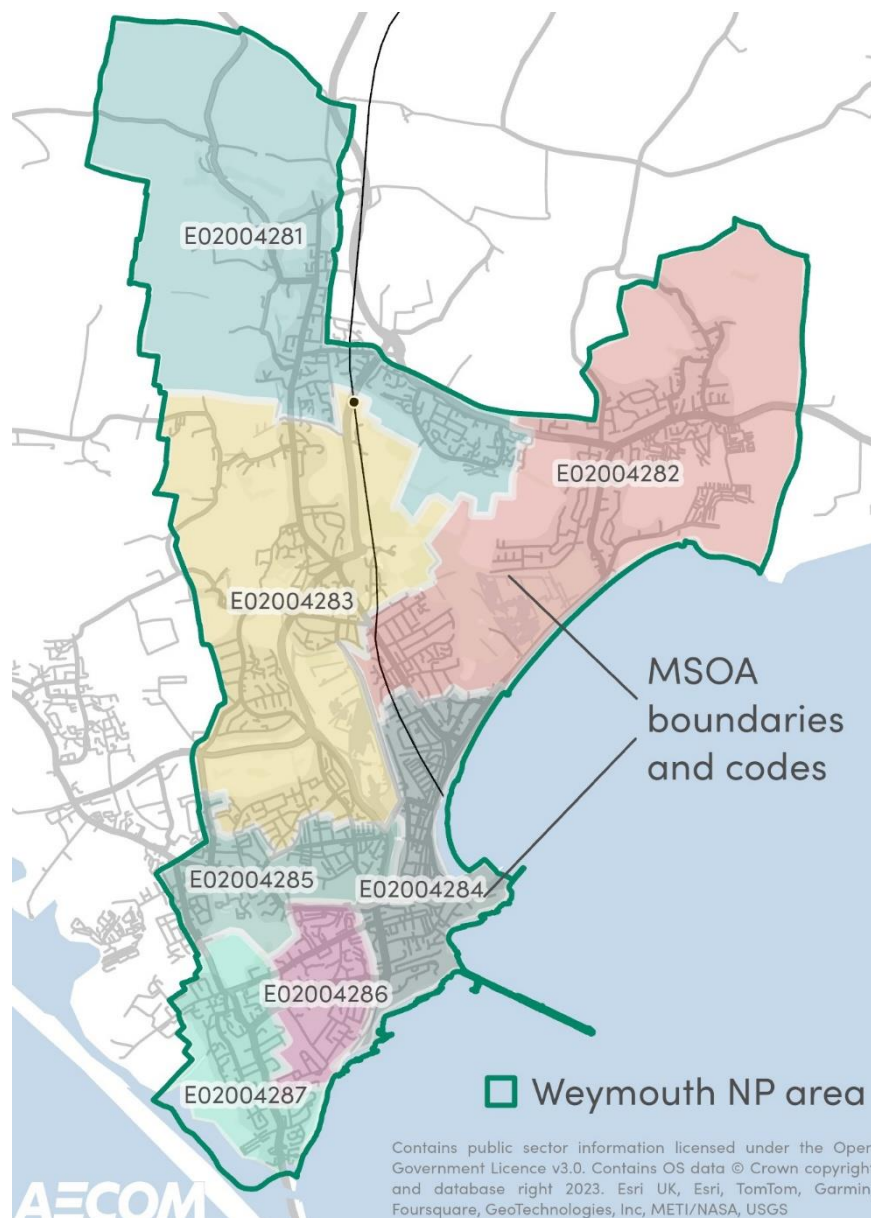 E02004281
E02004282
E02004283
MSOA
boundaries
and codes
E02004285
E02004284
E02004286
E02004287
Weymouth NP area
Contains public sector information licensed under the Open
Government Licence v3.0. Contains OS data © Crown copyright
and database right 2023. Esri UK, Esri, TomTom, Garmin,
Foursquare, GeoTechnologies, Inc, METI/NASA, USGS
AECOM